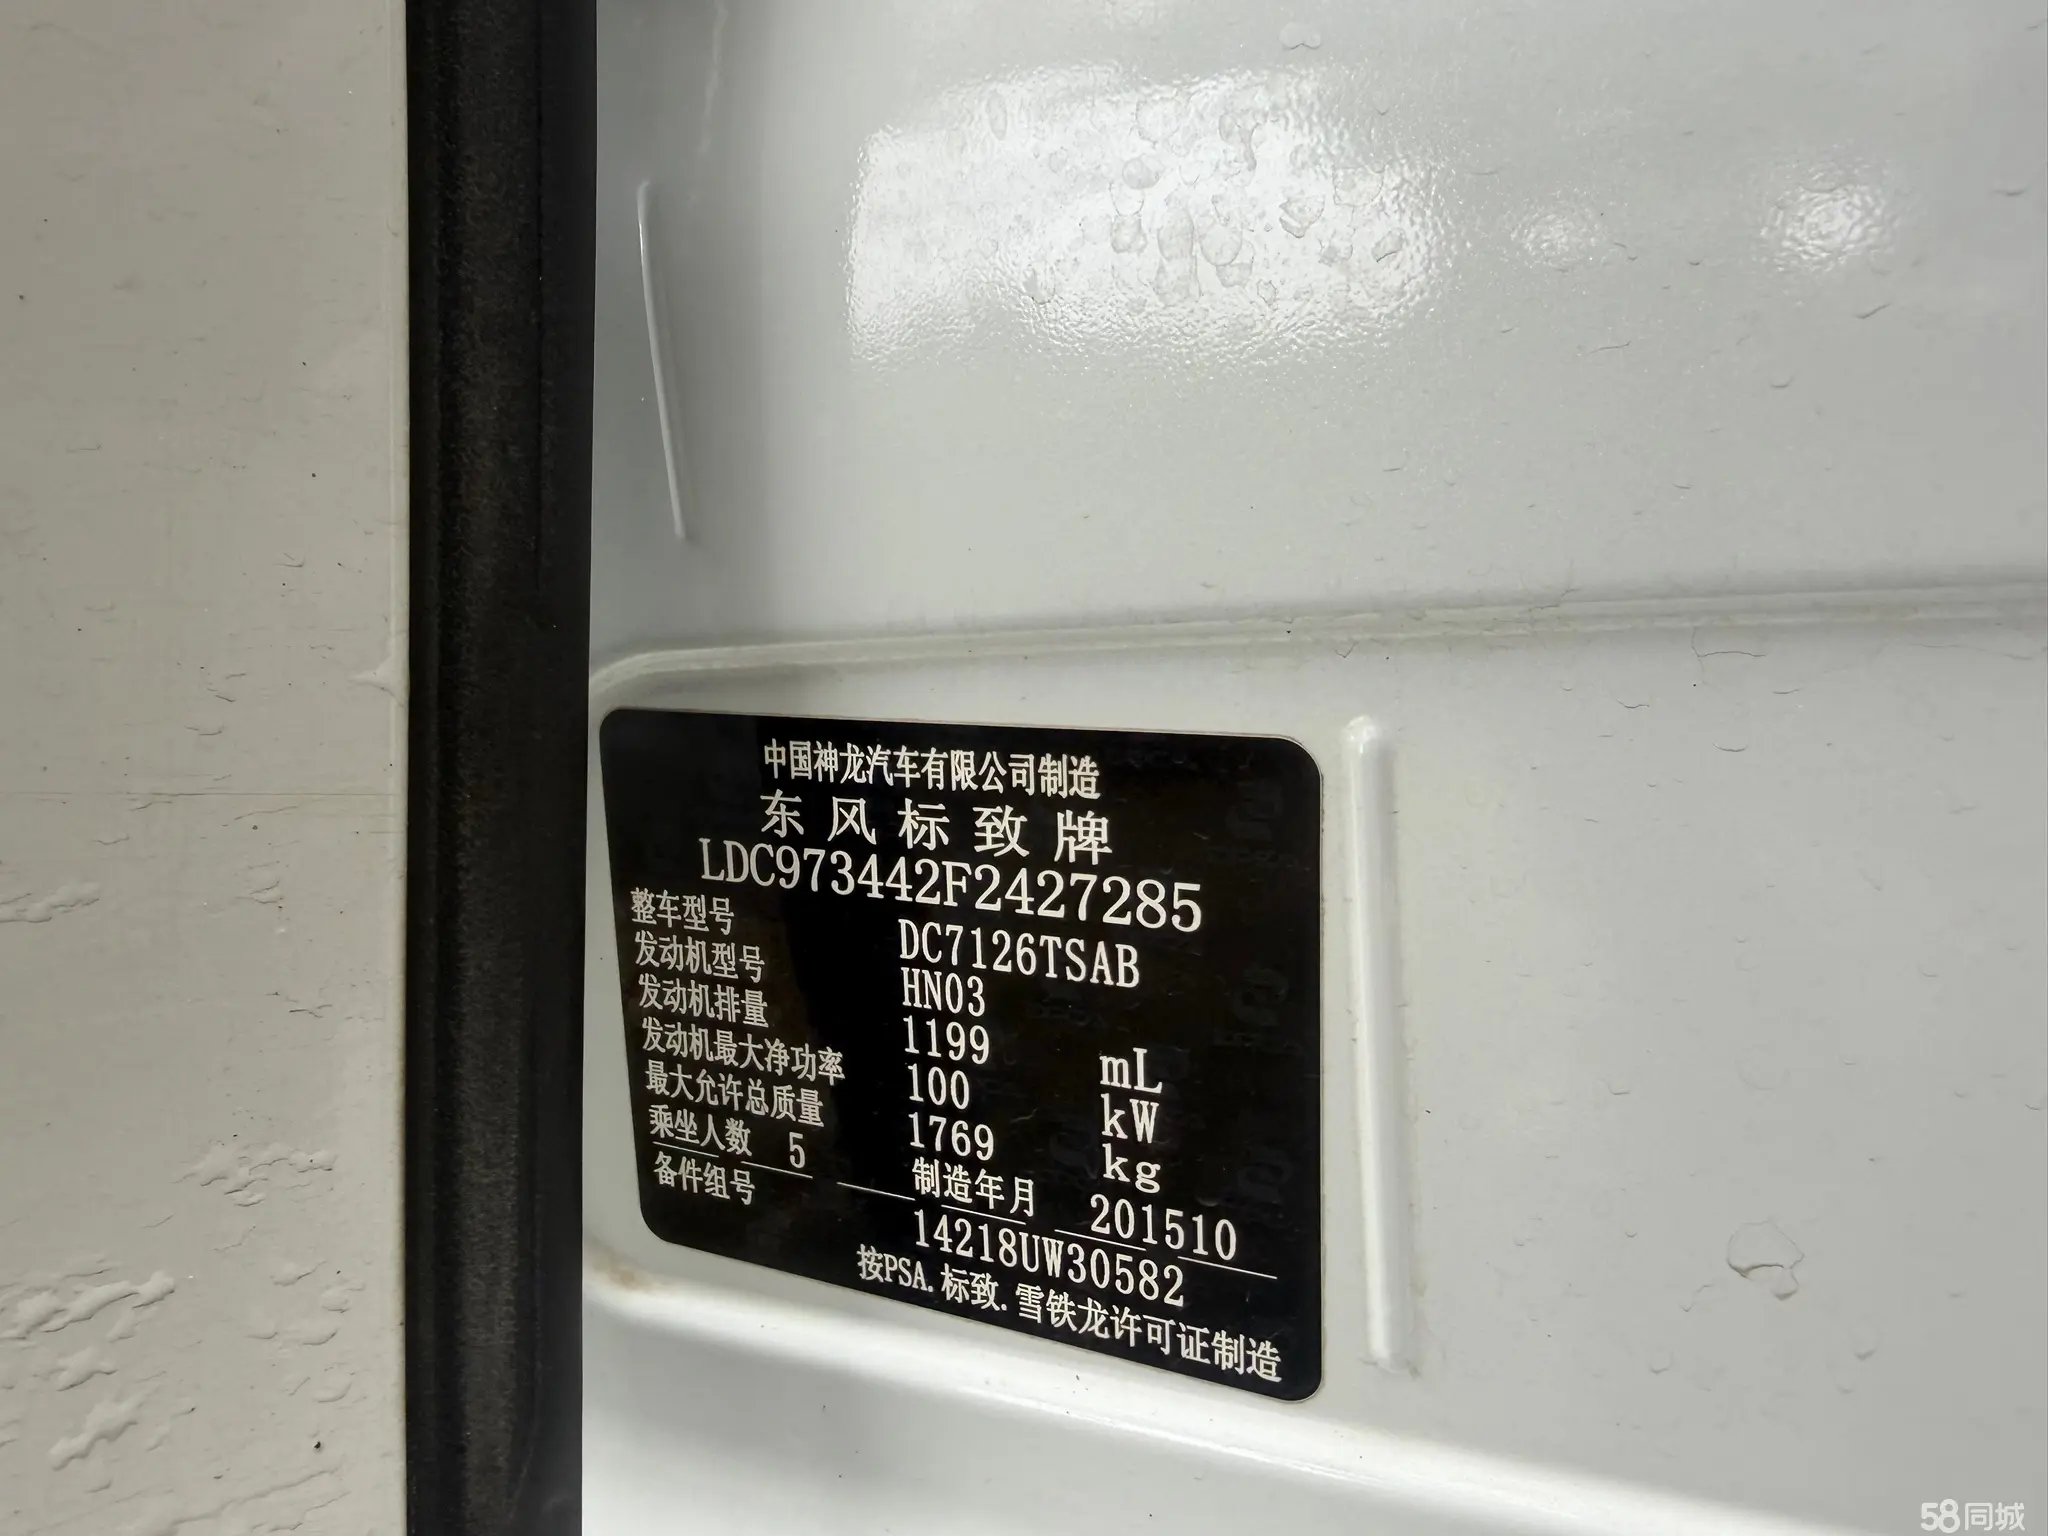 中国神龙汽车有限公司制造
东风标致牌
LDC973442F2427285
整车型号 DC7126TSAB
发动机型号 HN03
发动机排量 1199 mL
发动机最大净功率 100 kW
最大允许总质量 1769 kg
乘坐人数 5 制造年月 201510
备件组号 14218UW30582
按PSA.标致.雪铁龙许可证制造
58同城